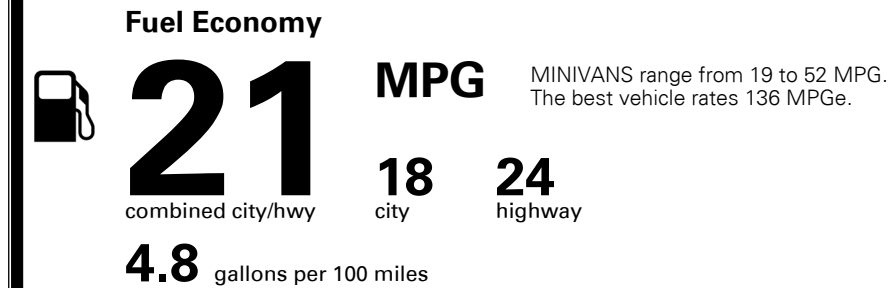 Fuel Economy
21 MPG
MINIVANS range from 19 to 52 MPG.
The best vehicle rates 136 MPGe.
18 24
combined city/hwy city highway
4.8 gallons per 100 miles